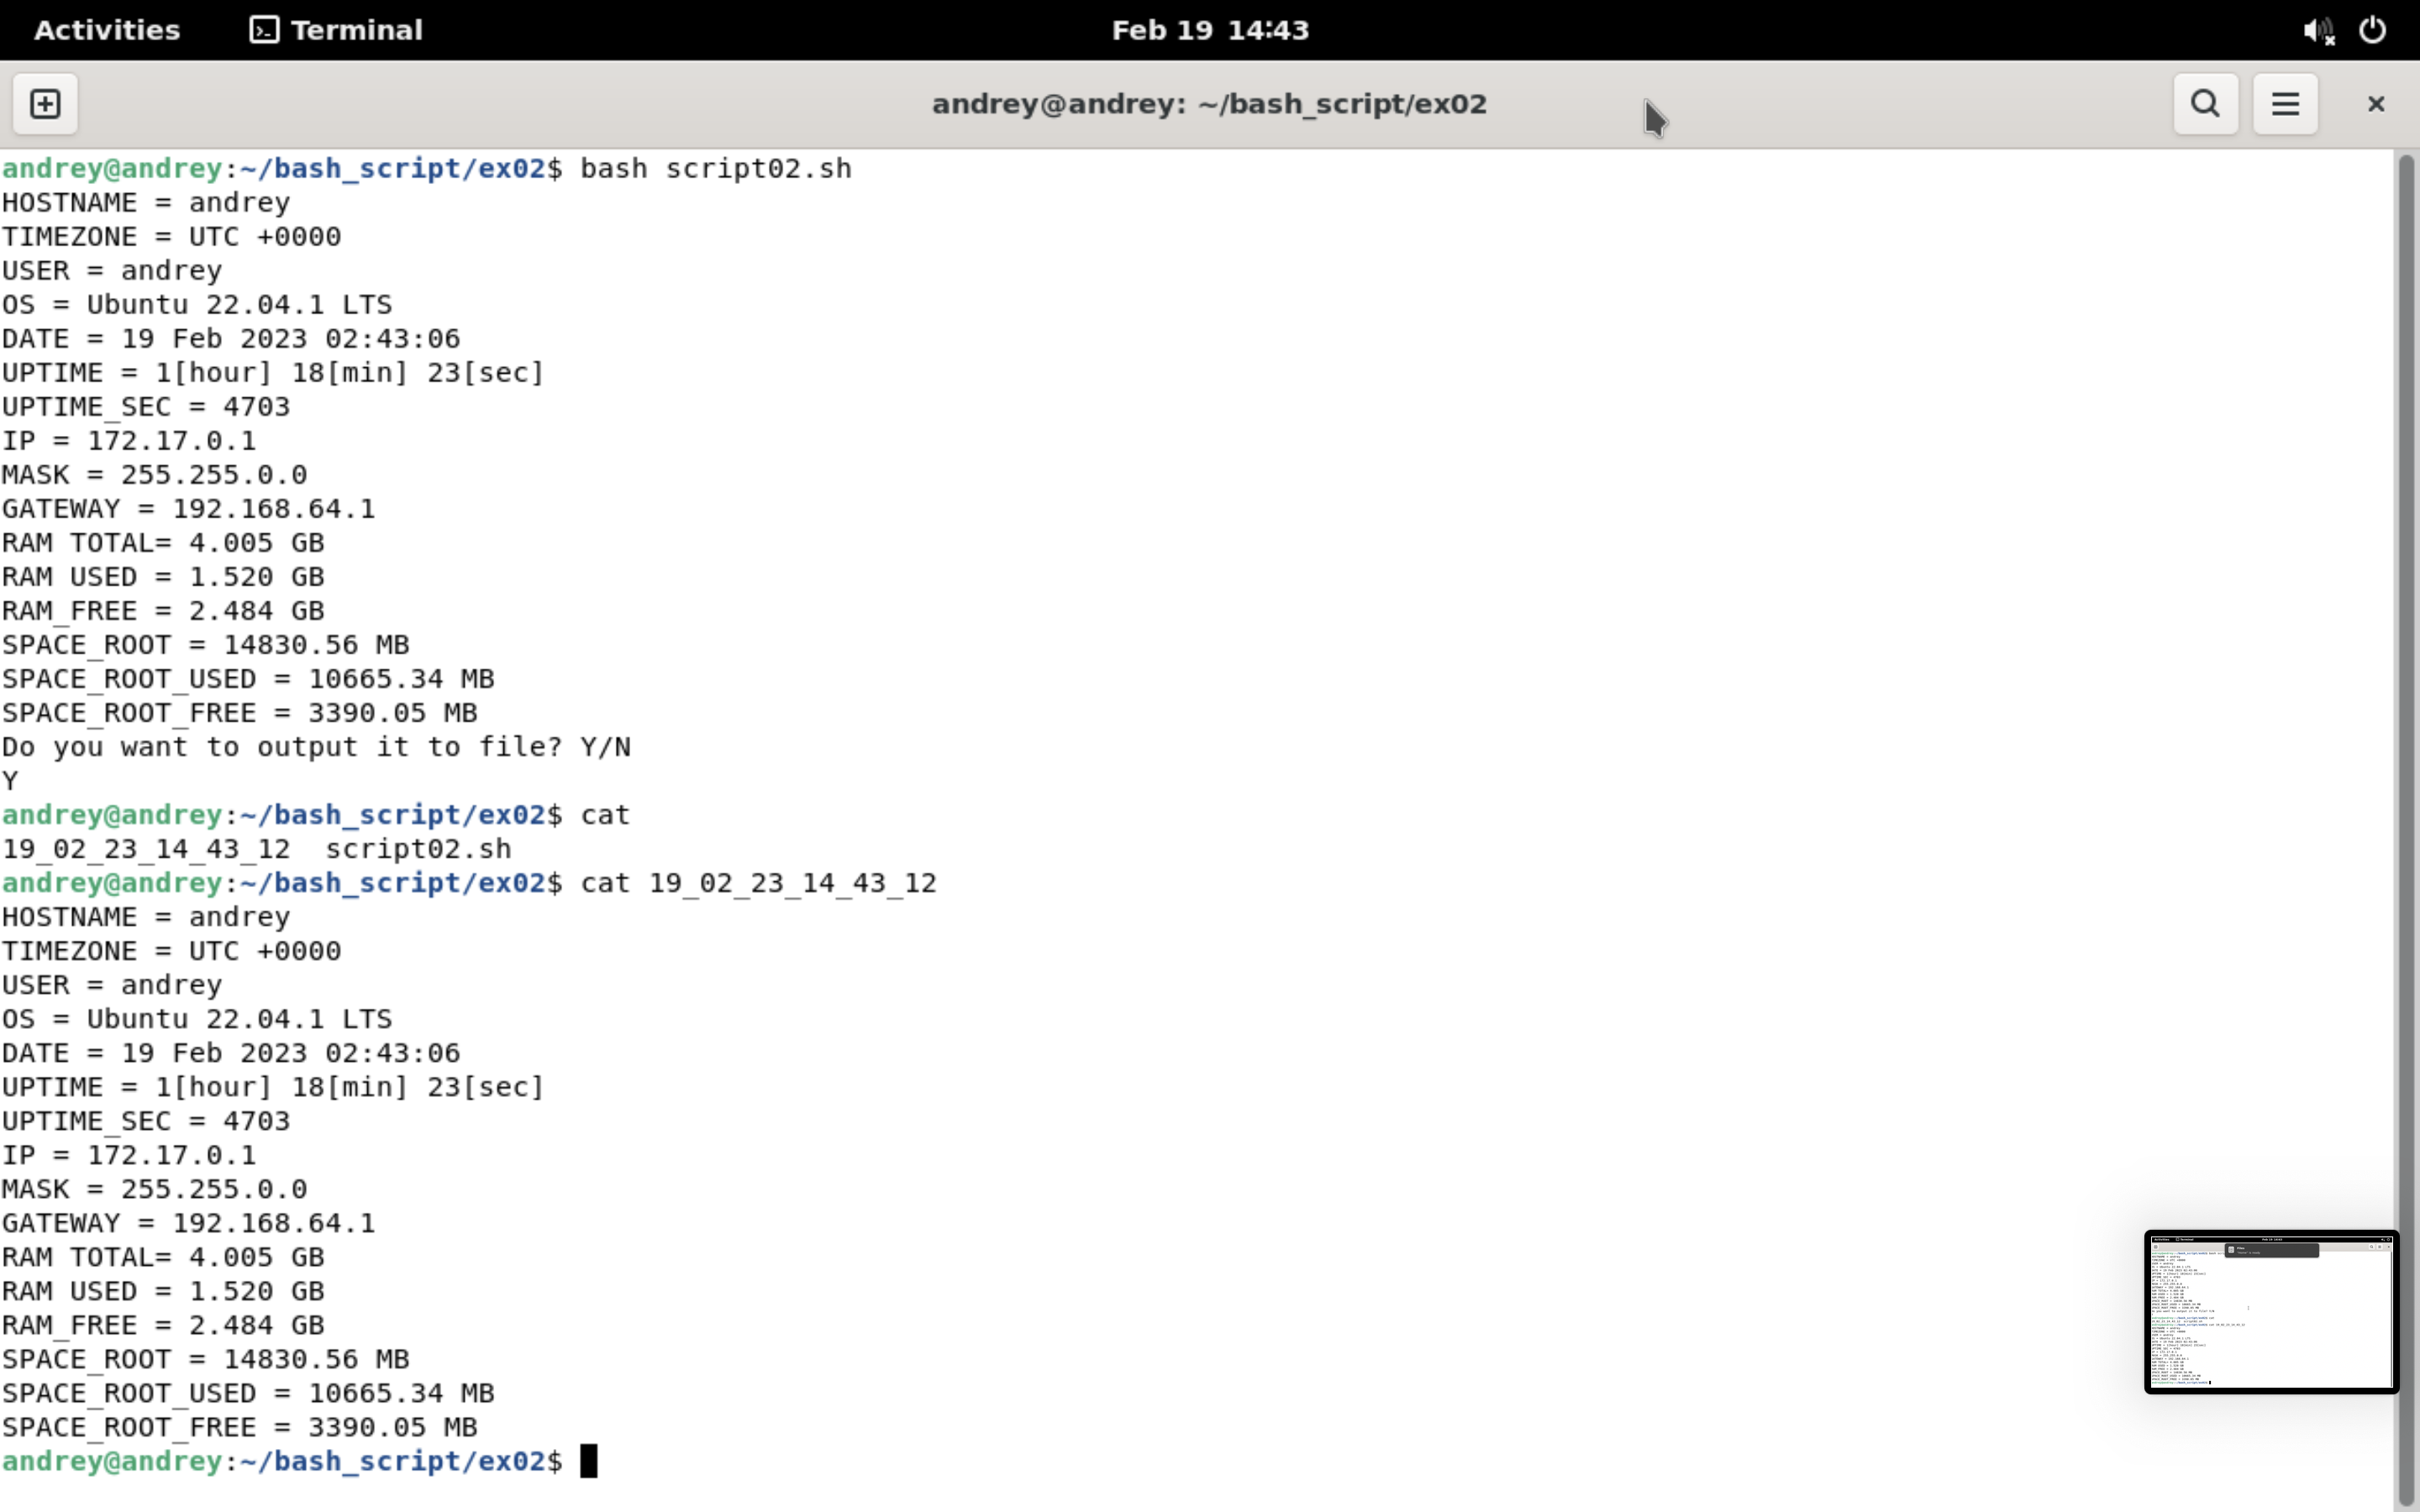 Activities Terminal Feb 19 14:43
andrey@andrey: ~/bash_script/ex02
andrey@andrey:~/bash_script/ex02$ bash script02.sh
HOSTNAME = andrey
TIMEZONE = UTC +0000
USER = andrey
OS = Ubuntu 22.04.1 LTS
DATE = 19 Feb 2023 02:43:06
UPTIME = 1[hour] 18[min] 23[sec]
UPTIME_SEC = 4703
IP = 172.17.0.1
MASK = 255.255.0.0
GATEWAY = 192.168.64.1
RAM TOTAL= 4.005 GB
RAM USED = 1.520 GB
RAM_FREE = 2.484 GB
SPACE_ROOT = 14830.56 MB
SPACE_ROOT_USED = 10665.34 MB
SPACE_ROOT_FREE = 3390.05 MB
Do you want to output it to file? Y/N
Y
andrey@andrey:~/bash_script/ex02$ cat
19_02_23_14_43_12  script02.sh
andrey@andrey:~/bash_script/ex02$ cat 19_02_23_14_43_12
HOSTNAME = andrey
TIMEZONE = UTC +0000
USER = andrey
OS = Ubuntu 22.04.1 LTS
DATE = 19 Feb 2023 02:43:06
UPTIME = 1[hour] 18[min] 23[sec]
UPTIME_SEC = 4703
IP = 172.17.0.1
MASK = 255.255.0.0
GATEWAY = 192.168.64.1
RAM TOTAL= 4.005 GB
RAM USED = 1.520 GB
RAM_FREE = 2.484 GB
SPACE_ROOT = 14830.56 MB
SPACE_ROOT_USED = 10665.34 MB
SPACE_ROOT_FREE = 3390.05 MB
andrey@andrey:~/bash_script/ex02$